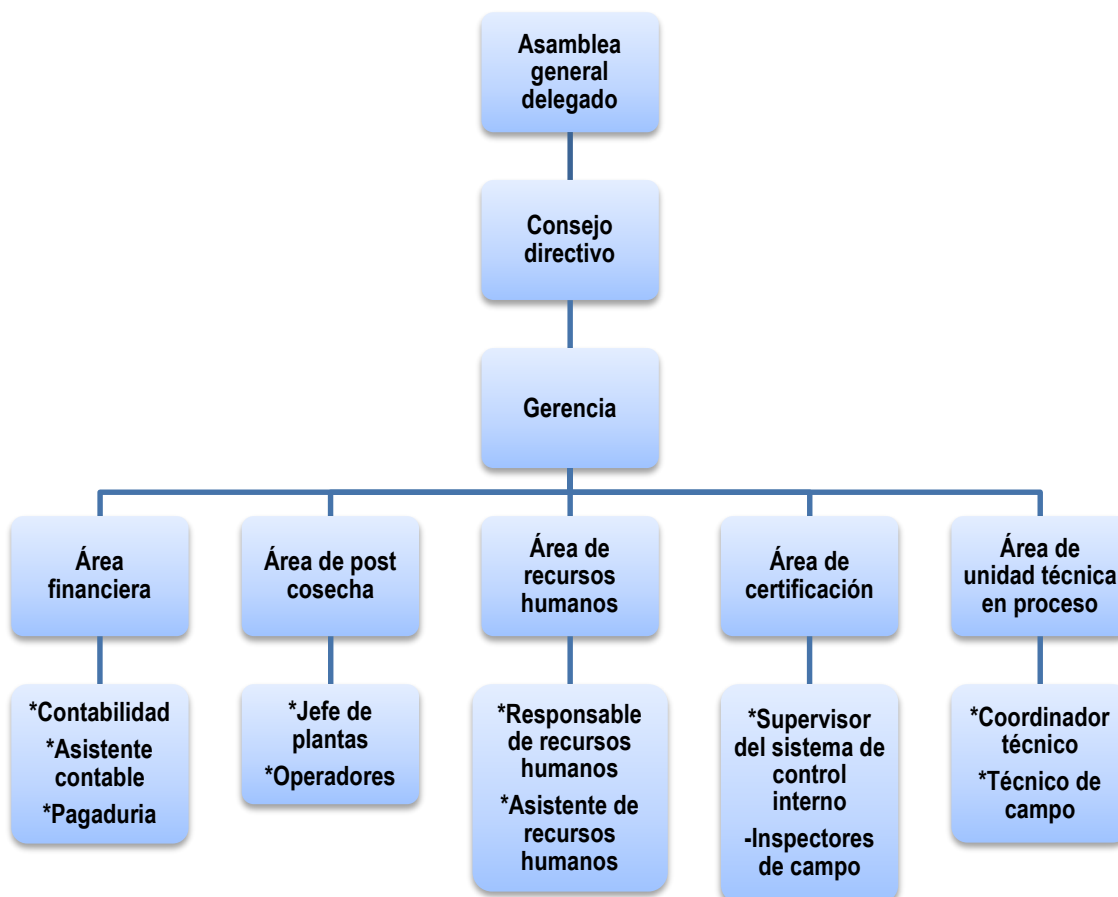 Asamblea
general
delegado
Consejo
directivo
Gerencia
Área
financiera
Área de post
cosecha
Área de
recursos
humanos
Área de
certificación
Área de
unidad técnica
en proceso
*Contabilidad
*Asistente
contable
*Pagaduria
*Jefe de
plantas
*Operadores
*Responsable
de recursos
humanos
*Asistente de
recursos
humanos
*Supervisor
del sistema de
control
interno
-Inspectores
de campo
*Coordinador
técnico
*Técnico de
campo